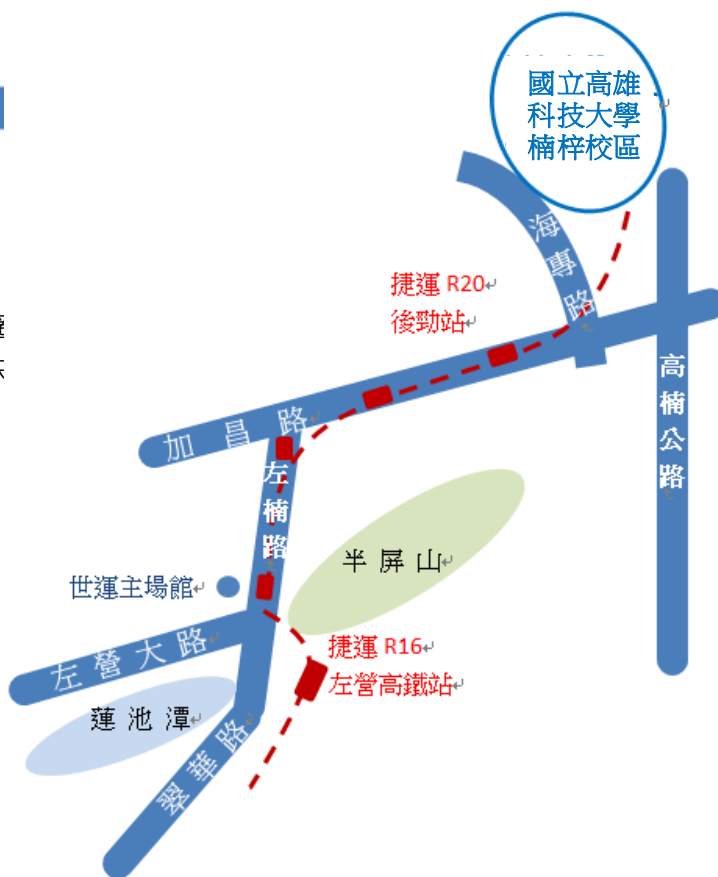 國立高雄
科技大學
楠梓校區
海專路
捷運 R20
後勁站
高楠公路
加昌路
左楠路
半屏山
世運主場館
捷運 R16
左營高鐵站
左營大路
蓮池潭
翠華路